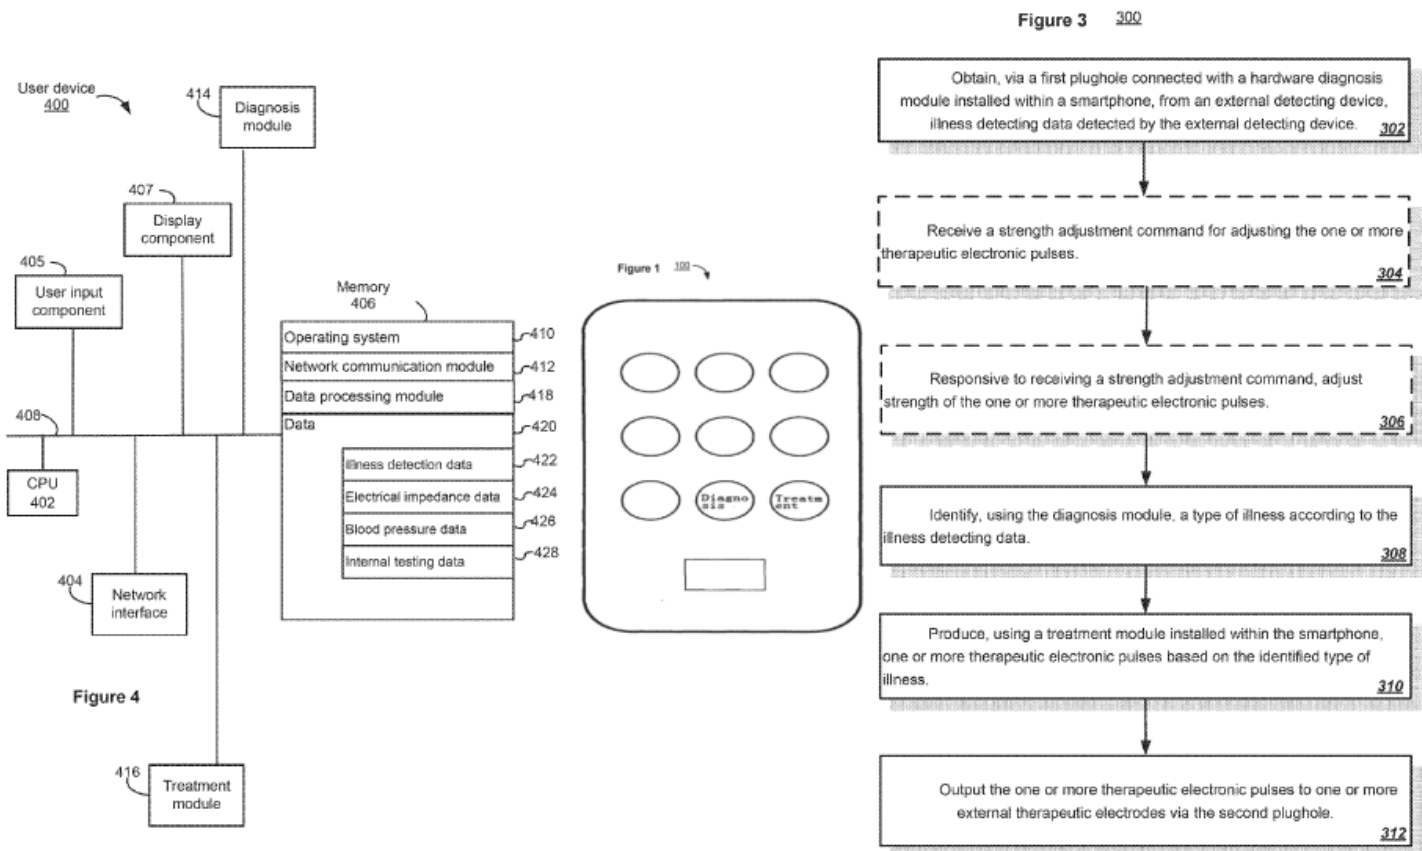 User device
400
414
Diagnosis
module
407
Display
component
405
User input
component
408
CPU
402
404
Network
interface
Figure 4
416
Treatment
module
Memory
406
Operating system
410
Network communication module
412
Data processing module
418
Data
420
Illness detection data
422
Electrical impedance data
424
Blood pressure data
426
Internal testing data
428
Figure 1 100
Diagno
sis
Treatm
ent
Figure 3 300
Obtain, via a first plughole connected with a hardware diagnosis
module installed within a smartphone, from an external detecting device,
illness detecting data detected by the external detecting device.
302
Receive a strength adjustment command for adjusting the one or more
therapeutic electronic pulses.
304
Responsive to receiving a strength adjustment command, adjust
strength of the one or more therapeutic electronic pulses.
306
Identify, using the diagnosis module, a type of illness according to the
illness detecting data.
308
Produce, using a treatment module installed within the smartphone,
one or more therapeutic electronic pulses based on the identified type of
illness.
310
Output the one or more therapeutic electronic pulses to one or more
external therapeutic electrodes via the second plughole.
312